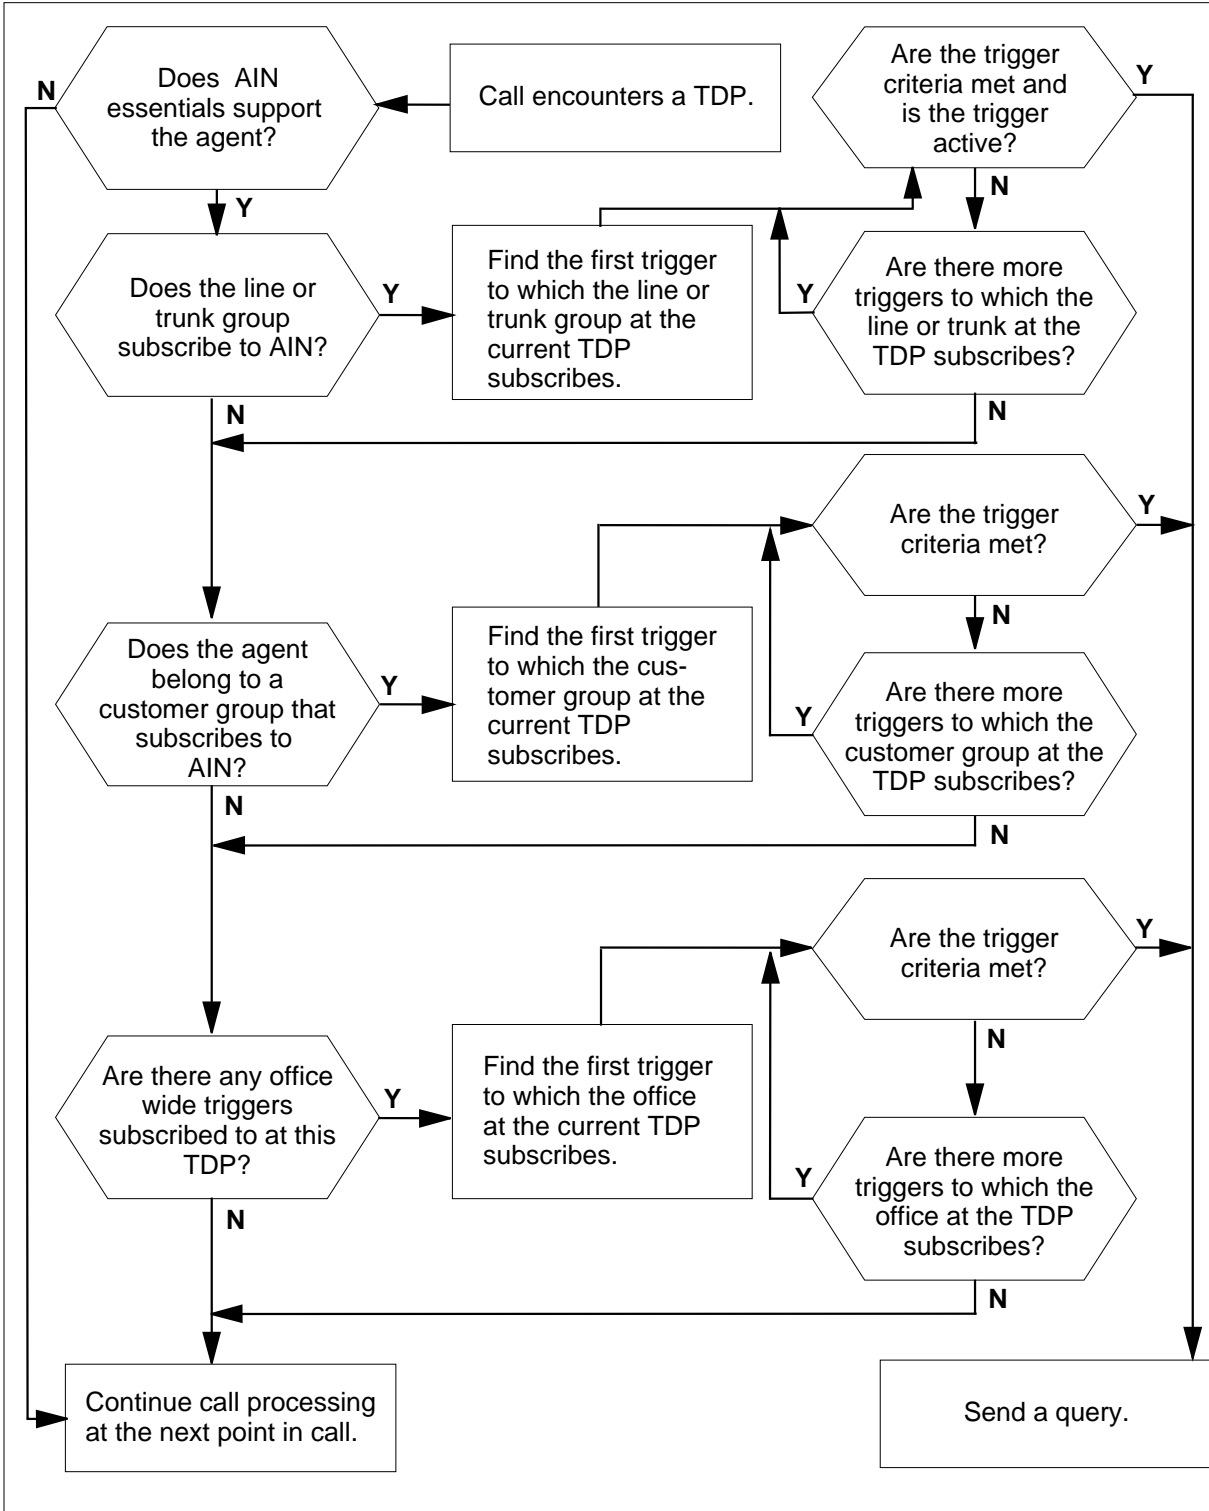 Does AIN
essentials support
the agent?
N
Y
Call encounters a TDP.
Are the trigger
criteria met and
is the trigger
active?
Y
N
Does the line or
trunk group
subscribe to AIN?
Y
N
Find the first trigger
to which the line or
trunk group at the
current TDP
subscribes.
Are there more
triggers to which the
line or trunk at the
TDP subscribes?
Y
N
Are the trigger
criteria met?
Y
N
Does the agent
belong to a
customer group that
subscribes to
AIN?
Y
N
Find the first trigger
to which the cus-
tomer group at the
current TDP
subscribes.
Are there more
triggers to which the
customer group at the
TDP subscribes?
Y
N
Are the trigger
criteria met?
Y
N
Are there any office
wide triggers
subscribed to at this
TDP?
Y
N
Find the first trigger
to which the office
at the current TDP
subscribes.
Are there more
triggers to which the
office at the TDP
subscribes?
Y
N
Continue call processing
at the next point in call.
Send a query.